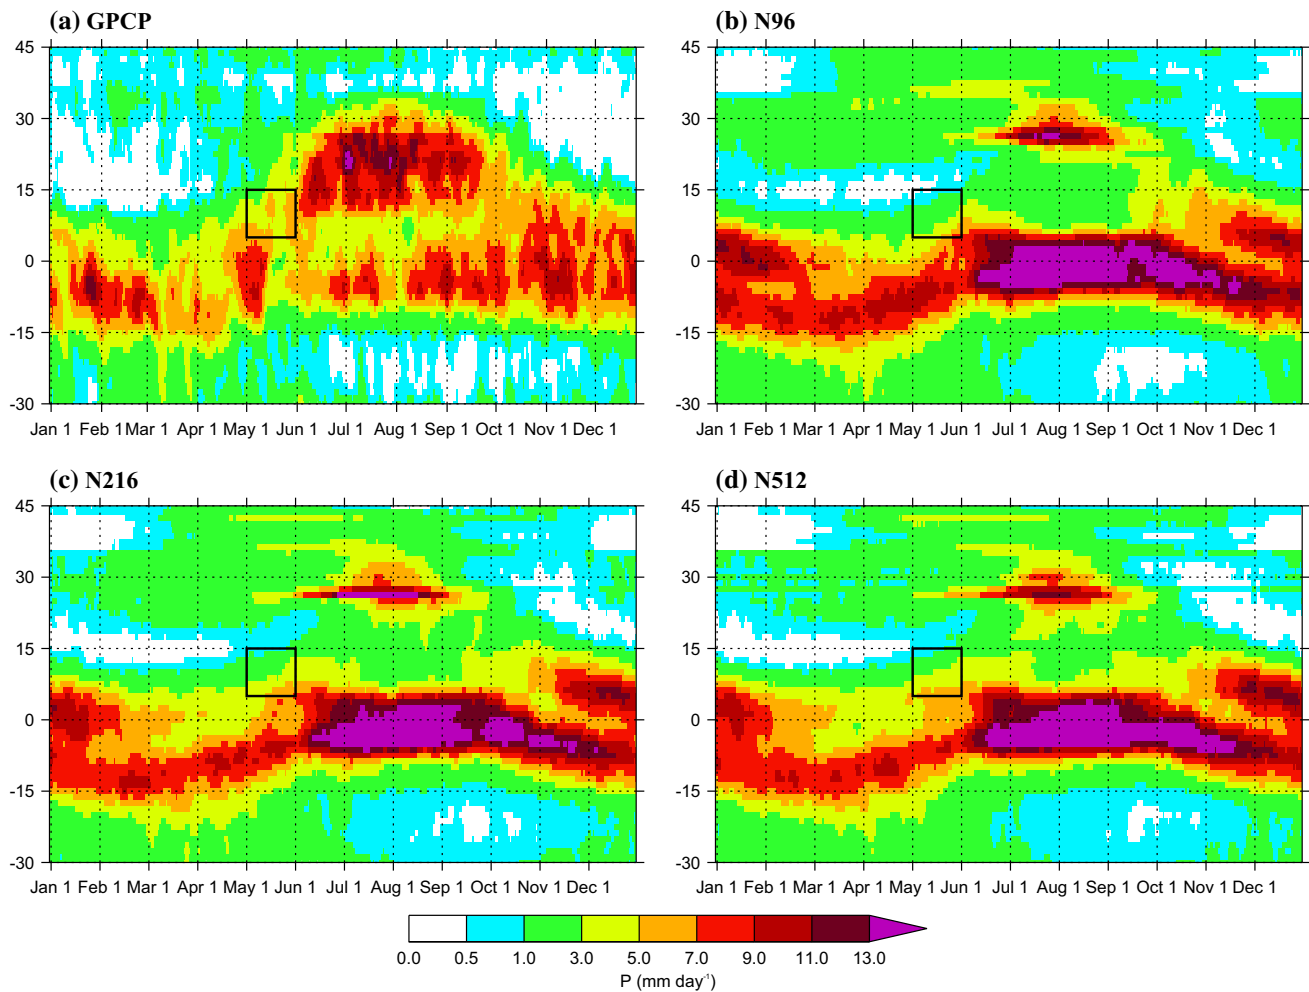 (a) GPCP
(b) N96
45
30
15
0
-15
-30
Jan 1 Feb 1 Mar 1 Apr 1 May 1 Jun 1 Jul 1 Aug 1 Sep 1 Oct 1 Nov 1 Dec 1
45
30
15
0
-15
-30
Jan 1 Feb 1 Mar 1 Apr 1 May 1 Jun 1 Jul 1 Aug 1 Sep 1 Oct 1 Nov 1 Dec 1
(c) N216
(d) N512
45
30
15
0
-15
-30
Jan 1 Feb 1 Mar 1 Apr 1 May 1 Jun 1 Jul 1 Aug 1 Sep 1 Oct 1 Nov 1 Dec 1
45
30
15
0
-15
-30
Jan 1 Feb 1 Mar 1 Apr 1 May 1 Jun 1 Jul 1 Aug 1 Sep 1 Oct 1 Nov 1 Dec 1
0.0 0.5 1.0 3.0 5.0 7.0 9.0 11.0 13.0
P (mm day⁻¹)